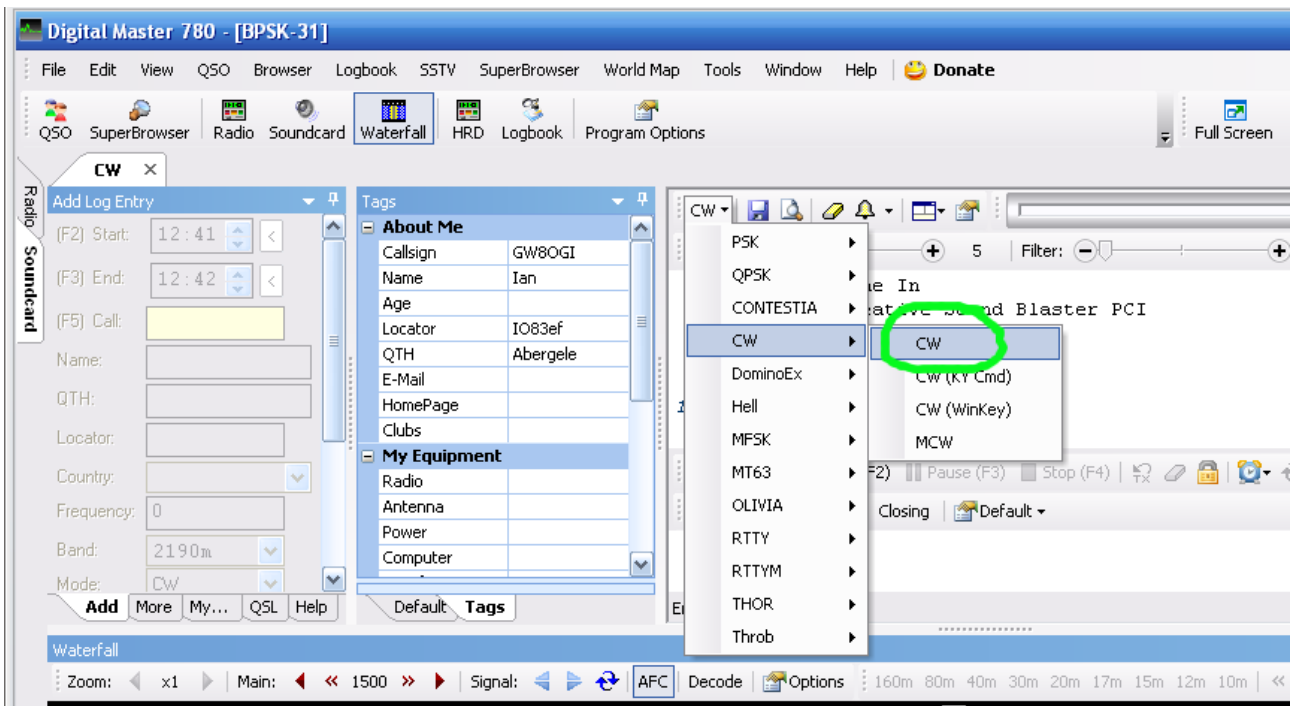 Digital Master 780 - [BPSK-31]
File Edit View QSO Browser Logbook SSTV SuperBrowser World Map Tools Window Help Donate
QSO SuperBrowser Radio Soundcard Waterfall HRD Logbook Program Options Full Screen
CW
Radio
Soundcard
Add Log Entry
(F2) Start: 12:41 <
(F3) End: 12:42 <
(F5) Call:
Name:
QTH:
Locator:
Country:
Frequency: 0
Band: 2190m
Mode: CW
Add More My... QSL Help
Tags
About Me
Callsign GW8OGI
Name Ian
Age
Locator IO83ef
QTH Abergele
E-Mail
HomePage
Clubs
My Equipment
Radio
Antenna
Power
Computer
Default Tags
CW
5 Filter:
In
Sound Blaster PCI
PSK
QPSK
CONTESTIA
CW
DominoEx
Hell
MFSK
MT63
OLIVIA
RTTY
RTTYM
THOR
Throb
CW
CW (KY Cmd)
CW (WinKey)
MCW
F2) Pause (F3) Stop (F4)
Closing Default
Waterfall
Zoom: x1 Main: 1500 Signal: AFC Decode Options 160m 80m 40m 30m 20m 17m 15m 12m 10m